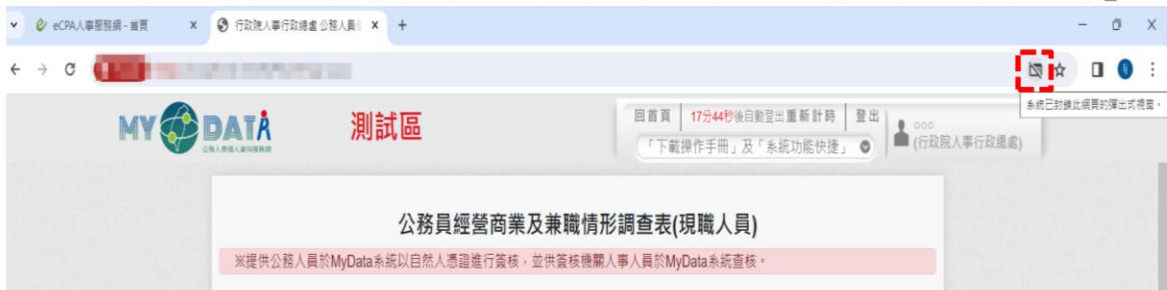 eCPA人事服務網 - 首頁
行政院人事行政總處 公務人員
系統已封鎖此網頁的彈出式視窗。
MY DATA
公務人員個人資料服務網
測試區
回首頁 17分44秒後自動登出重新計時 登出
「下載操作手冊」及「系統功能快捷」
ooo
(行政院人事行政總處)
公務員經營商業及兼職情形調查表(現職人員)
※提供公務人員於MyData系統以自然人憑證進行簽核，並供簽核機關人事人員於MyData系統查核。